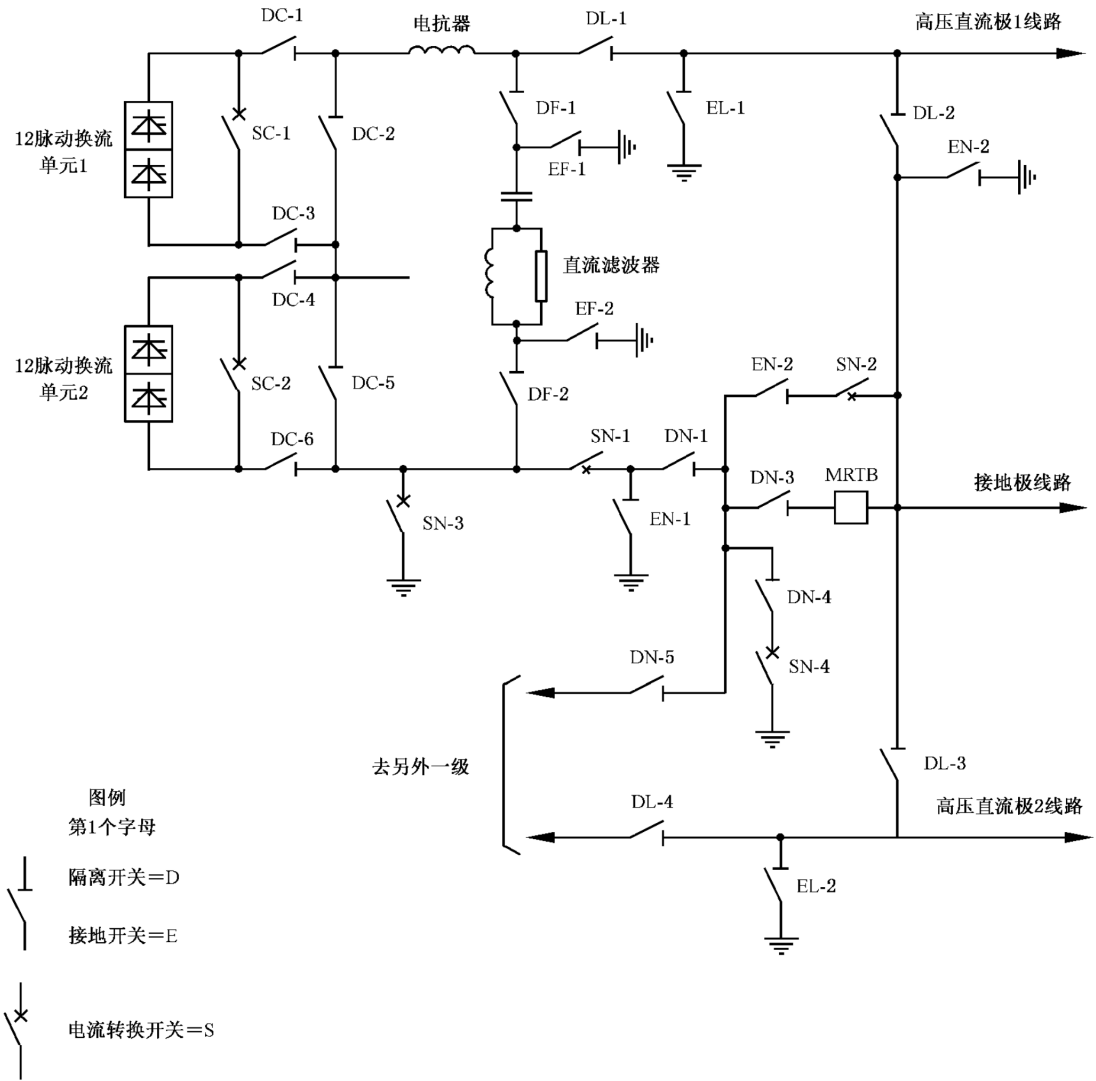 DC-1
电抗器
DL-1
高压直流极1线路
12脉动换流
单元1
SC-1
DC-2
DF-1
EF-1
EL-1
DL-2
EN-2
DC-3
DC-4
直流滤波器
EF-2
12脉动换流
单元2
SC-2
DC-5
DF-2
EN-2
SN-2
DC-6
SN-1
DN-1
DN-3
MRTB
接地极线路
SN-3
EN-1
DN-4
DN-5
SN-4
去另外一级
DL-3
DL-4
高压直流极2线路
EL-2
图例
第1个字母
隔离开关=D
接地开关=E
电流转换开关=S